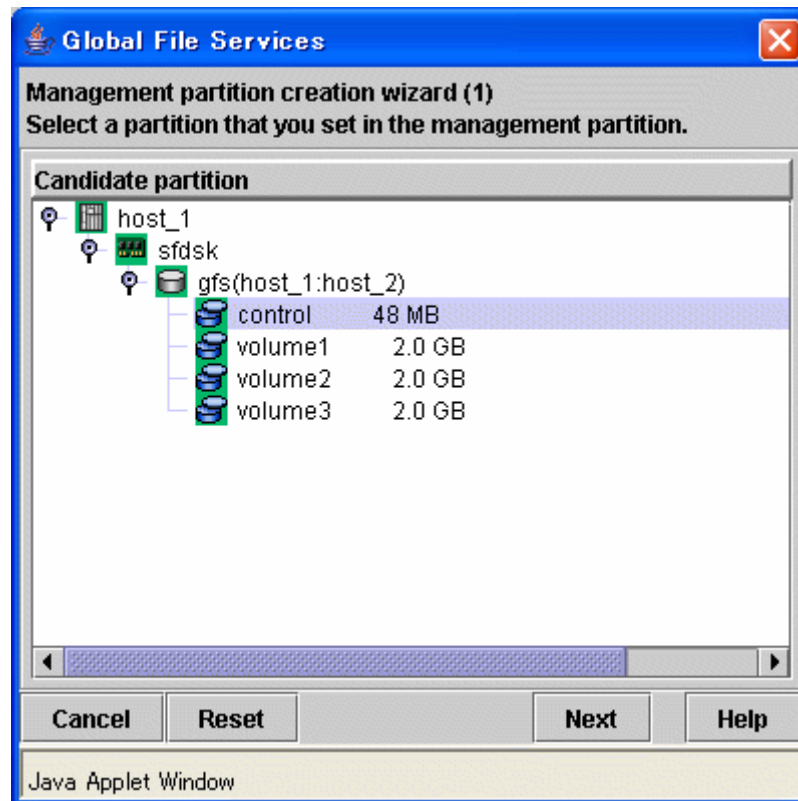 Global File Services
Management partition creation wizard (1)
Select a partition that you set in the management partition.
Candidate partition
host_1
sfdsk
gfs(host_1:host_2)
control 48 MB
volume1 2.0 GB
volume2 2.0 GB
volume3 2.0 GB
Cancel Reset Next Help
Java Applet Window